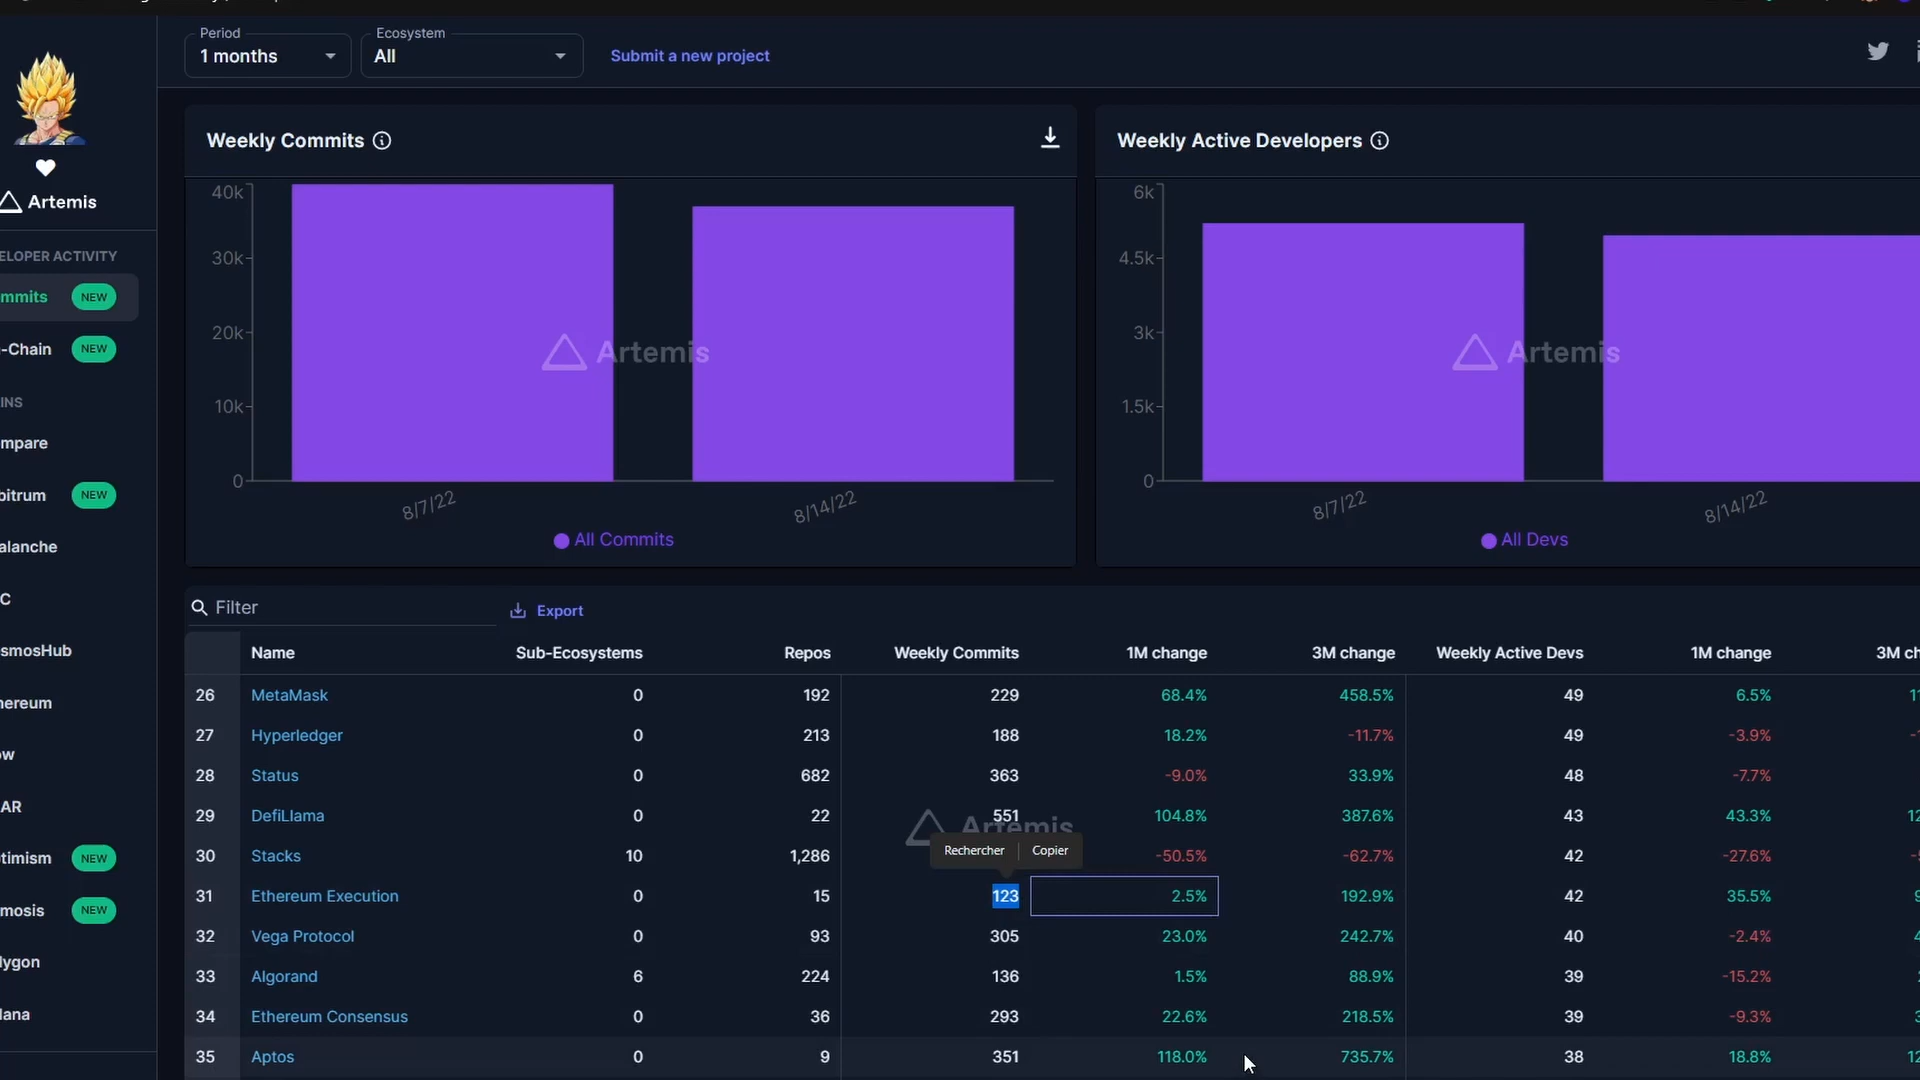 Period
1 months
Ecosystem
All
Submit a new project
Artemis
ELOPER ACTIVITY
mmits NEW
-Chain NEW
INS
mpare
bitrum NEW
alanche
C
smosHub
hereum
ow
AR
timism NEW
mosis NEW
lygon
lana
Weekly Commits
40k
30k
20k
10k
0
Artemis
8/7/22
8/14/22
All Commits
Weekly Active Developers
6k
4.5k
3k
1.5k
0
Artemis
8/7/22
8/14/22
All Devs
Filter
Export
Name Sub-Ecosystems Repos Weekly Commits 1M change 3M change Weekly Active Devs 1M change 3M ch
26 MetaMask 0 192 229 68.4% 458.5% 49 6.5%
27 Hyperledger 0 213 188 18.2% -11.7% 49 -3.9%
28 Status 0 682 363 -9.0% 33.9% 48 -7.7%
29 DefiLlama 0 22 551 104.8% 387.6% 43 43.3% 12
Artemis
Rechercher Copier
30 Stacks 10 1,286 -50.5% -62.7% 42 -27.6%
31 Ethereum Execution 0 15 123 2.5% 192.9% 42 35.5%
32 Vega Protocol 0 93 305 23.0% 242.7% 40 -2.4%
33 Algorand 6 224 136 1.5% 88.9% 39 -15.2%
34 Ethereum Consensus 0 36 293 22.6% 218.5% 39 -9.3%
35 Aptos 0 9 351 118.0% 735.7% 38 18.8% 12